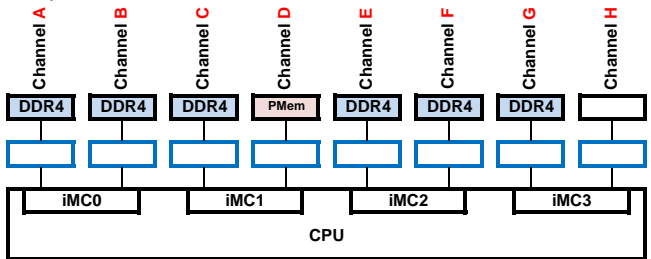 Channel A
Channel B
Channel C
Channel D
Channel E
Channel F
Channel G
Channel H
DDR4 DDR4 DDR4 PMem DDR4 DDR4 DDR4
iMC0 iMC1 iMC2 iMC3
CPU